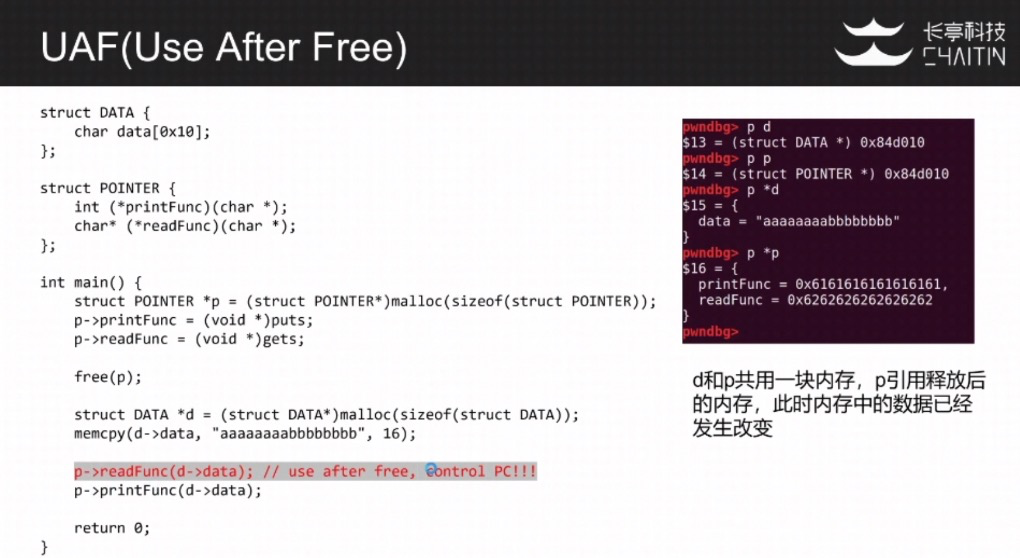 UAF(Use After Free)
长亭科技
CHAITIN
struct DATA {
    char data[0x10];
};
struct POINTER {
    int (*printFunc)(char *);
    char* (*readFunc)(char *);
};
int main() {
    struct POINTER *p = (struct POINTER*)malloc(sizeof(struct POINTER));
    p->printFunc = (void *)puts;
    p->readFunc = (void *)gets;
    free(p);
    struct DATA *d = (struct DATA*)malloc(sizeof(struct DATA));
    memcpy(d->data, "aaaaaaaabbbbbbbb", 16);
    p->readFunc(d->data); // use after free, control PC!!!
    p->printFunc(d->data);
    return 0;
}
pwndbg> p d
$13 = (struct DATA *) 0x84d010
pwndbg> p p
$14 = (struct POINTER *) 0x84d010
pwndbg> p *d
$15 = {
  data = "aaaaaaaabbbbbbbb"
}
pwndbg> p *p
$16 = {
  printFunc = 0x6161616161616161,
  readFunc = 0x6262626262626262
}
pwndbg>
d和p共用一块内存，p引用释放后
的内存，此时内存中的数据已经
发生改变